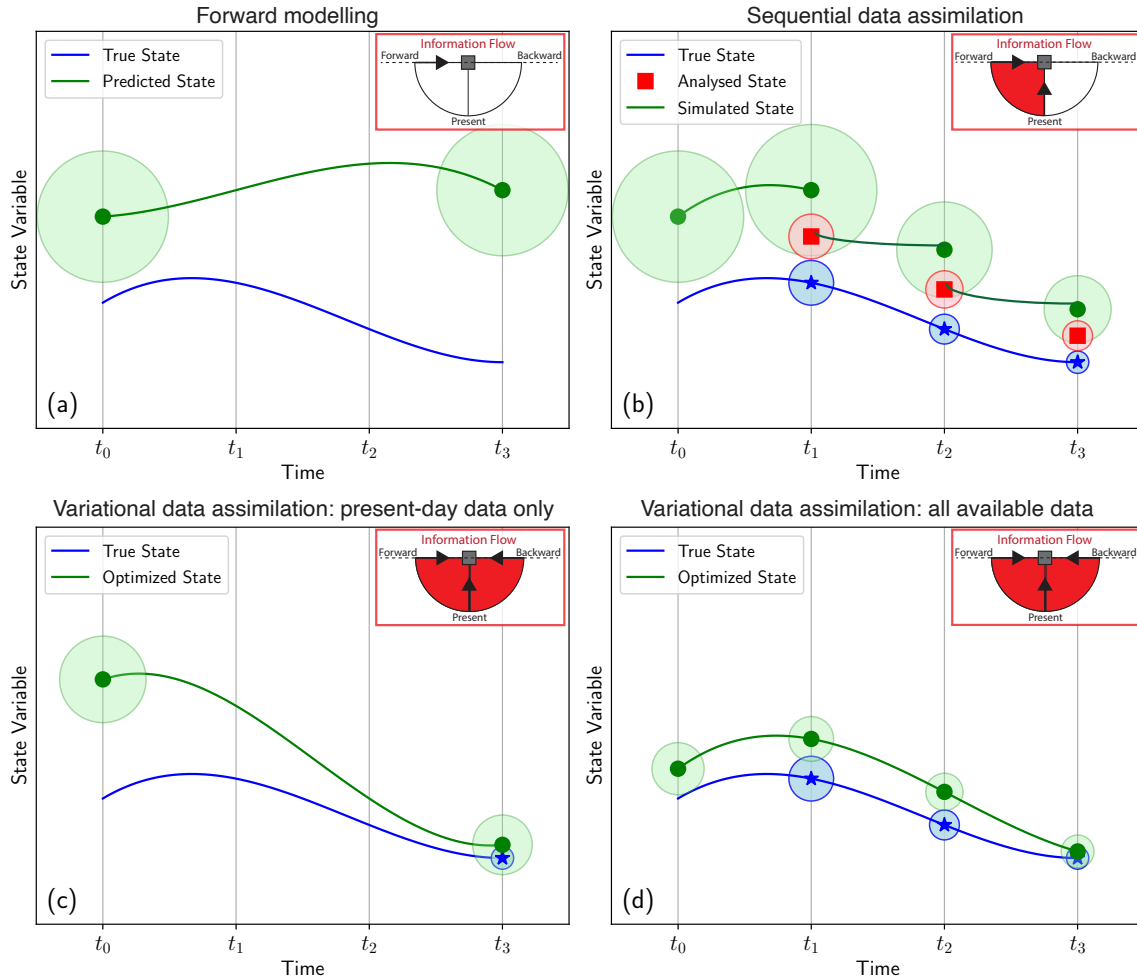 Forward modelling
True State
Predicted State
Information Flow
Forward
Backward
Present
State Variable
(a)
t0
t1
t2
t3
Time
Sequential data assimilation
True State
Analysed State
Simulated State
Information Flow
Forward
Backward
Present
State Variable
(b)
t0
t1
t2
t3
Time
Variational data assimilation: present-day data only
True State
Optimized State
Information Flow
Forward
Backward
Present
State Variable
(c)
t0
t1
t2
t3
Time
Variational data assimilation: all available data
True State
Optimized State
Information Flow
Forward
Backward
Present
State Variable
(d)
t0
t1
t2
t3
Time